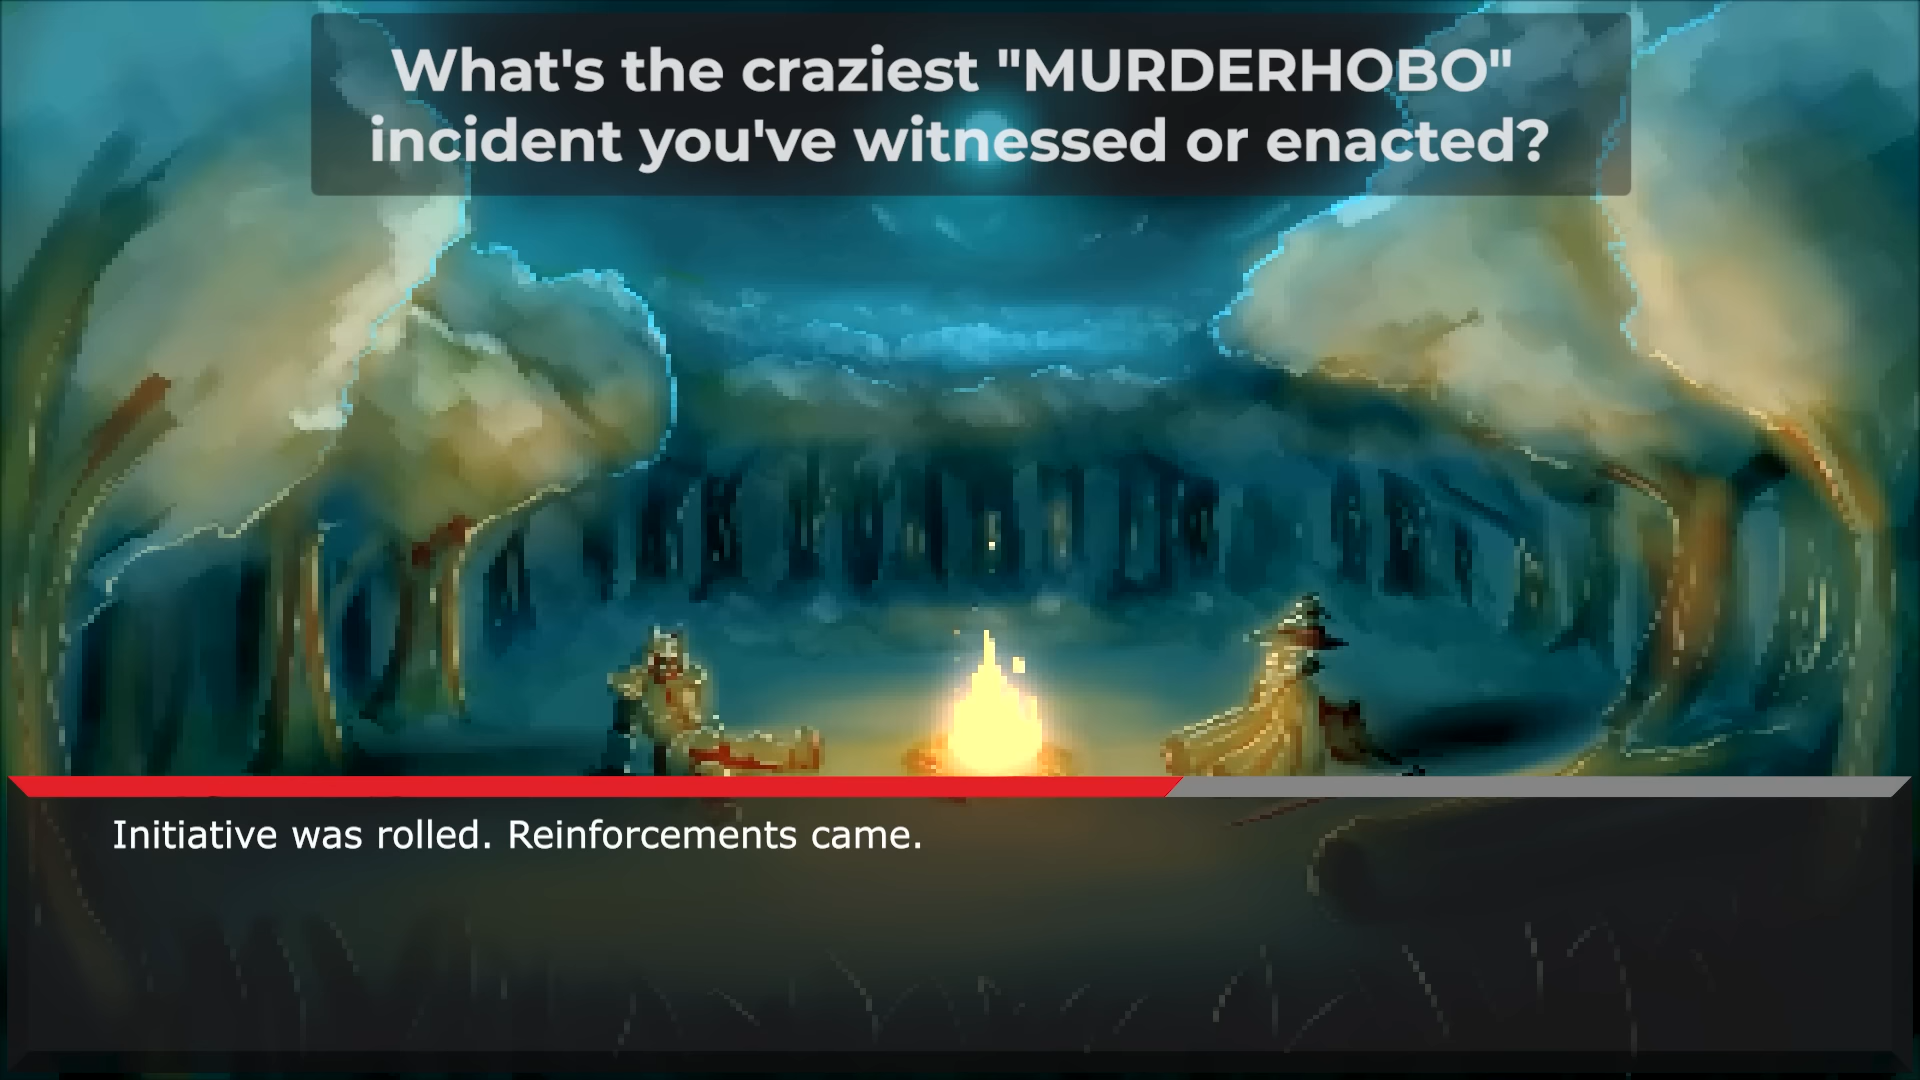 What's the craziest "MURDERHOBO"
incident you've witnessed or enacted?
Initiative was rolled. Reinforcements came.